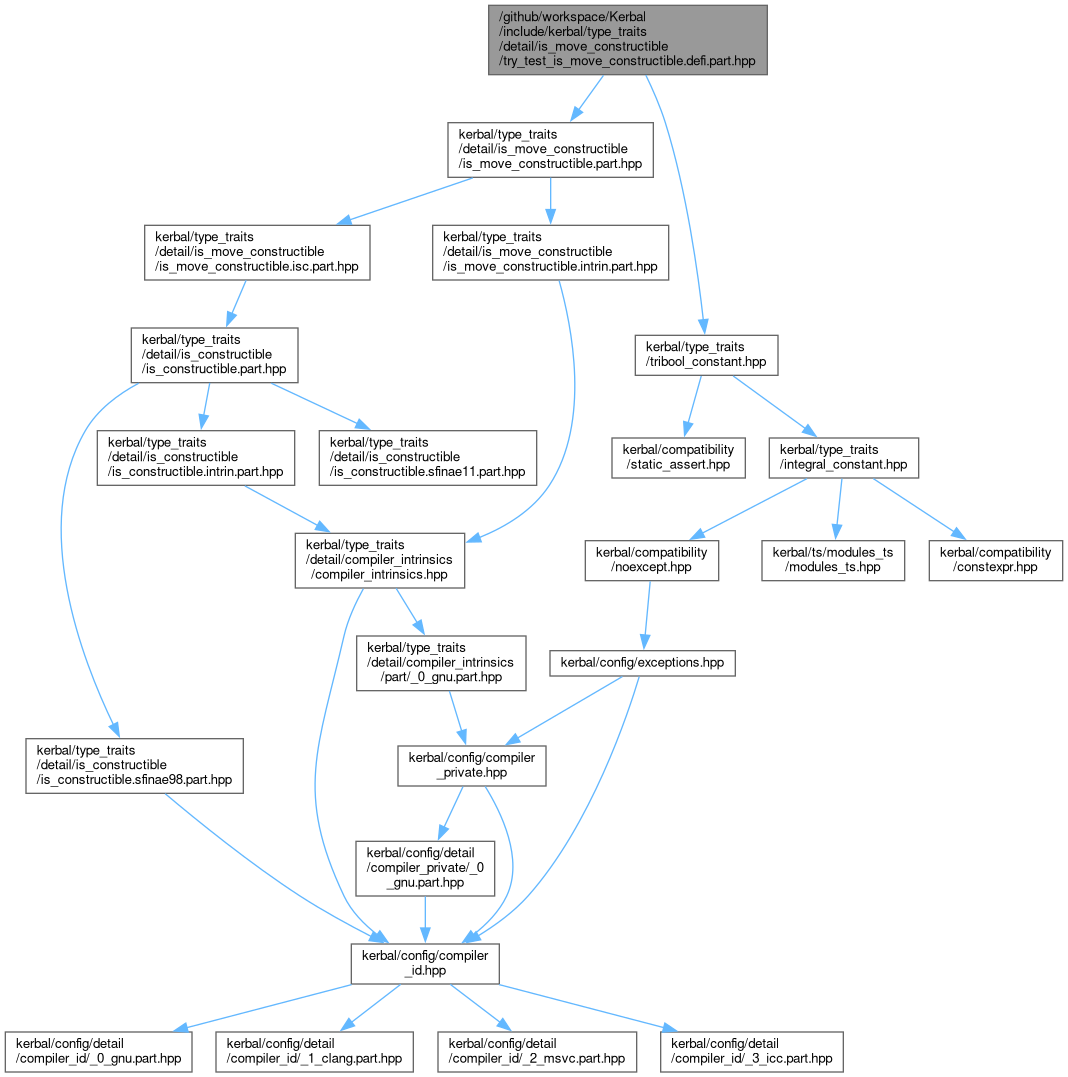 /github/workspace/Kerbal
/include/kerbal/type_traits
/detail/is_move_constructible
/try_test_is_move_constructible.defi.part.hpp
kerbal/type_traits
/detail/is_move_constructible
/is_move_constructible.part.hpp
kerbal/type_traits
/detail/is_move_constructible
/is_move_constructible.isc.part.hpp
kerbal/type_traits
/detail/is_move_constructible
/is_move_constructible.intrin.part.hpp
kerbal/type_traits
/detail/is_constructible
/is_constructible.part.hpp
kerbal/type_traits
/tribool_constant.hpp
kerbal/type_traits
/detail/is_constructible
/is_constructible.intrin.part.hpp
kerbal/type_traits
/detail/is_constructible
/is_constructible.sfinae11.part.hpp
kerbal/compatibility
/static_assert.hpp
kerbal/type_traits
/integral_constant.hpp
kerbal/type_traits
/detail/compiler_intrinsics
/compiler_intrinsics.hpp
kerbal/compatibility
/noexcept.hpp
kerbal/ts/modules_ts
/modules_ts.hpp
kerbal/compatibility
/constexpr.hpp
kerbal/type_traits
/detail/compiler_intrinsics
/part/_0_gnu.part.hpp
kerbal/config/exceptions.hpp
kerbal/type_traits
/detail/is_constructible
/is_constructible.sfinae98.part.hpp
kerbal/config/compiler
_private.hpp
kerbal/config/detail
/compiler_private/_0
_gnu.part.hpp
kerbal/config/compiler
_id.hpp
kerbal/config/detail
/compiler_id/_0_gnu.part.hpp
kerbal/config/detail
/compiler_id/_1_clang.part.hpp
kerbal/config/detail
/compiler_id/_2_msvc.part.hpp
kerbal/config/detail
/compiler_id/_3_icc.part.hpp